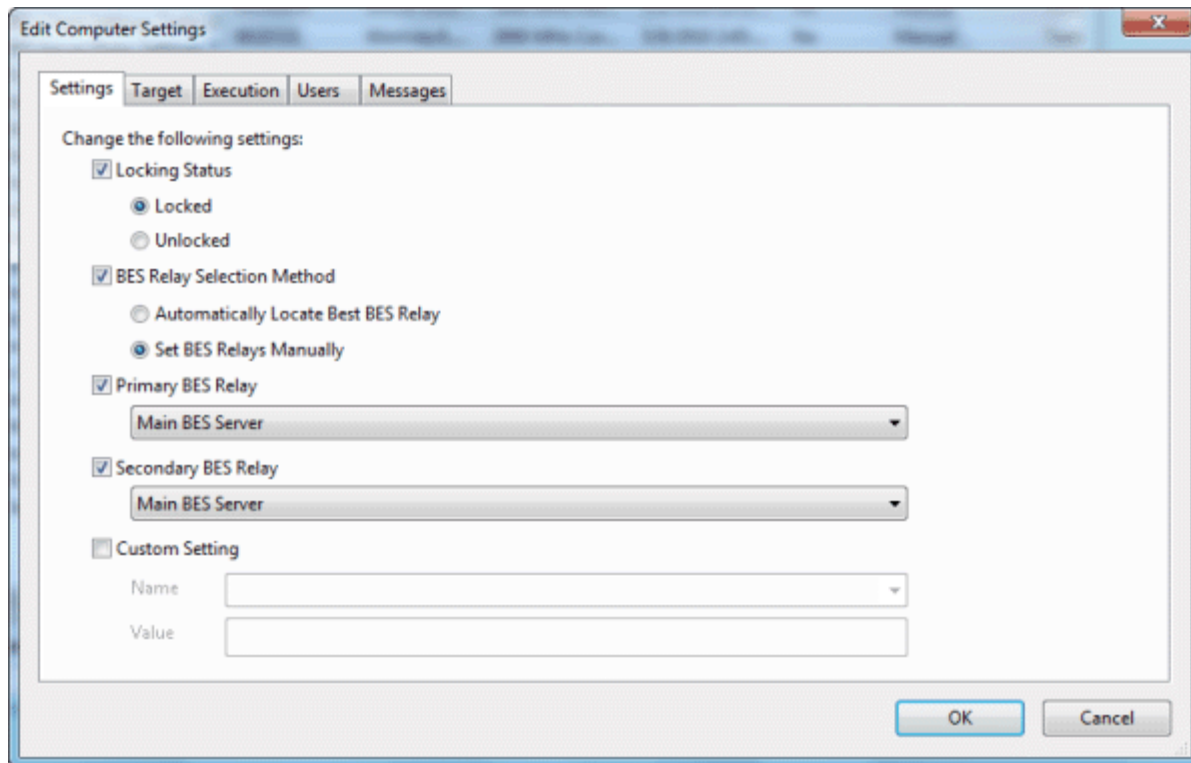 Edit Computer Settings
Settings Target Execution Users Messages
Change the following settings:
Locking Status
Locked
Unlocked
BES Relay Selection Method
Automatically Locate Best BES Relay
Set BES Relays Manually
Primary BES Relay
Main BES Server
Secondary BES Relay
Main BES Server
Custom Setting
Name
Value
OK Cancel